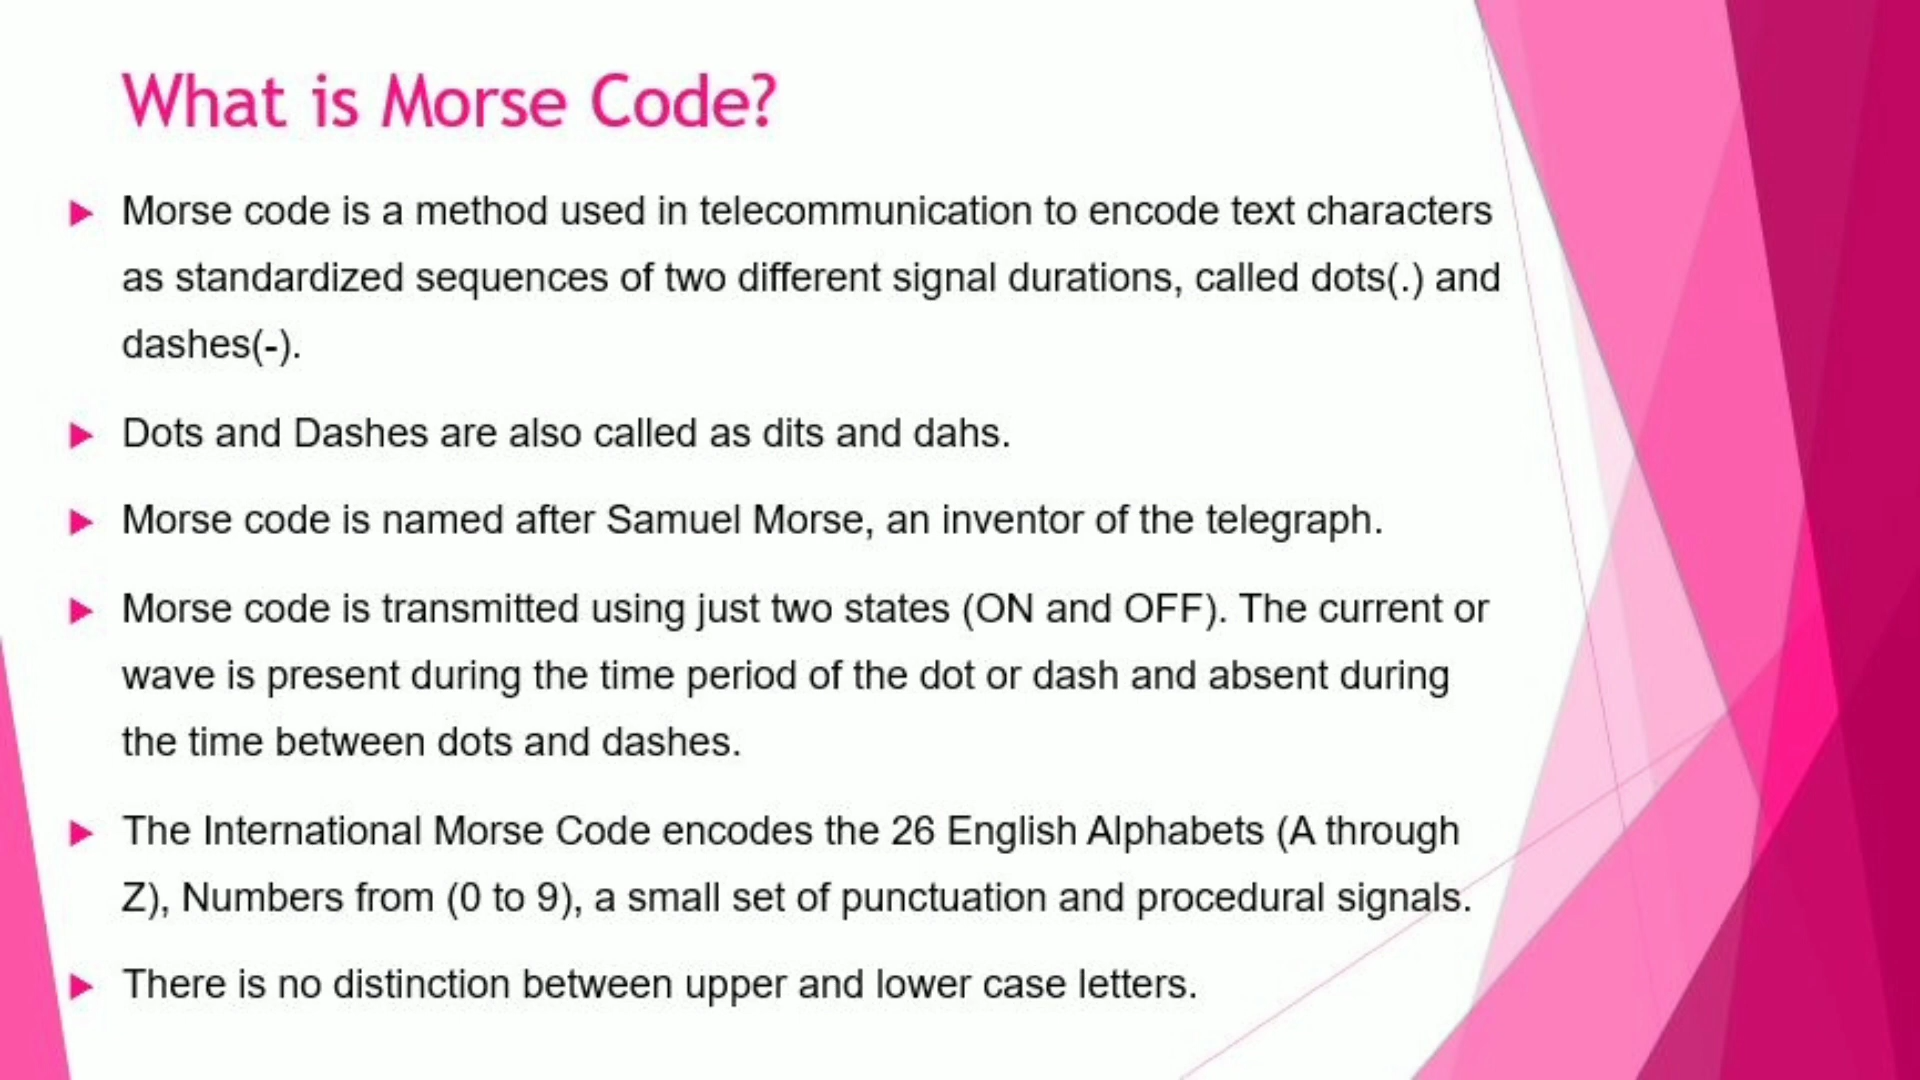 What is Morse Code?
Morse code is a method used in telecommunication to encode text characters
as standardized sequences of two different signal durations, called dots(.) and
dashes(-).
Dots and Dashes are also called as dits and dahs.
Morse code is named after Samuel Morse, an inventor of the telegraph.
Morse code is transmitted using just two states (ON and OFF). The current or
wave is present during the time period of the dot or dash and absent during
the time between dots and dashes.
The International Morse Code encodes the 26 English Alphabets (A through
Z), Numbers from (0 to 9), a small set of punctuation and procedural signals.
There is no distinction between upper and lower case letters.